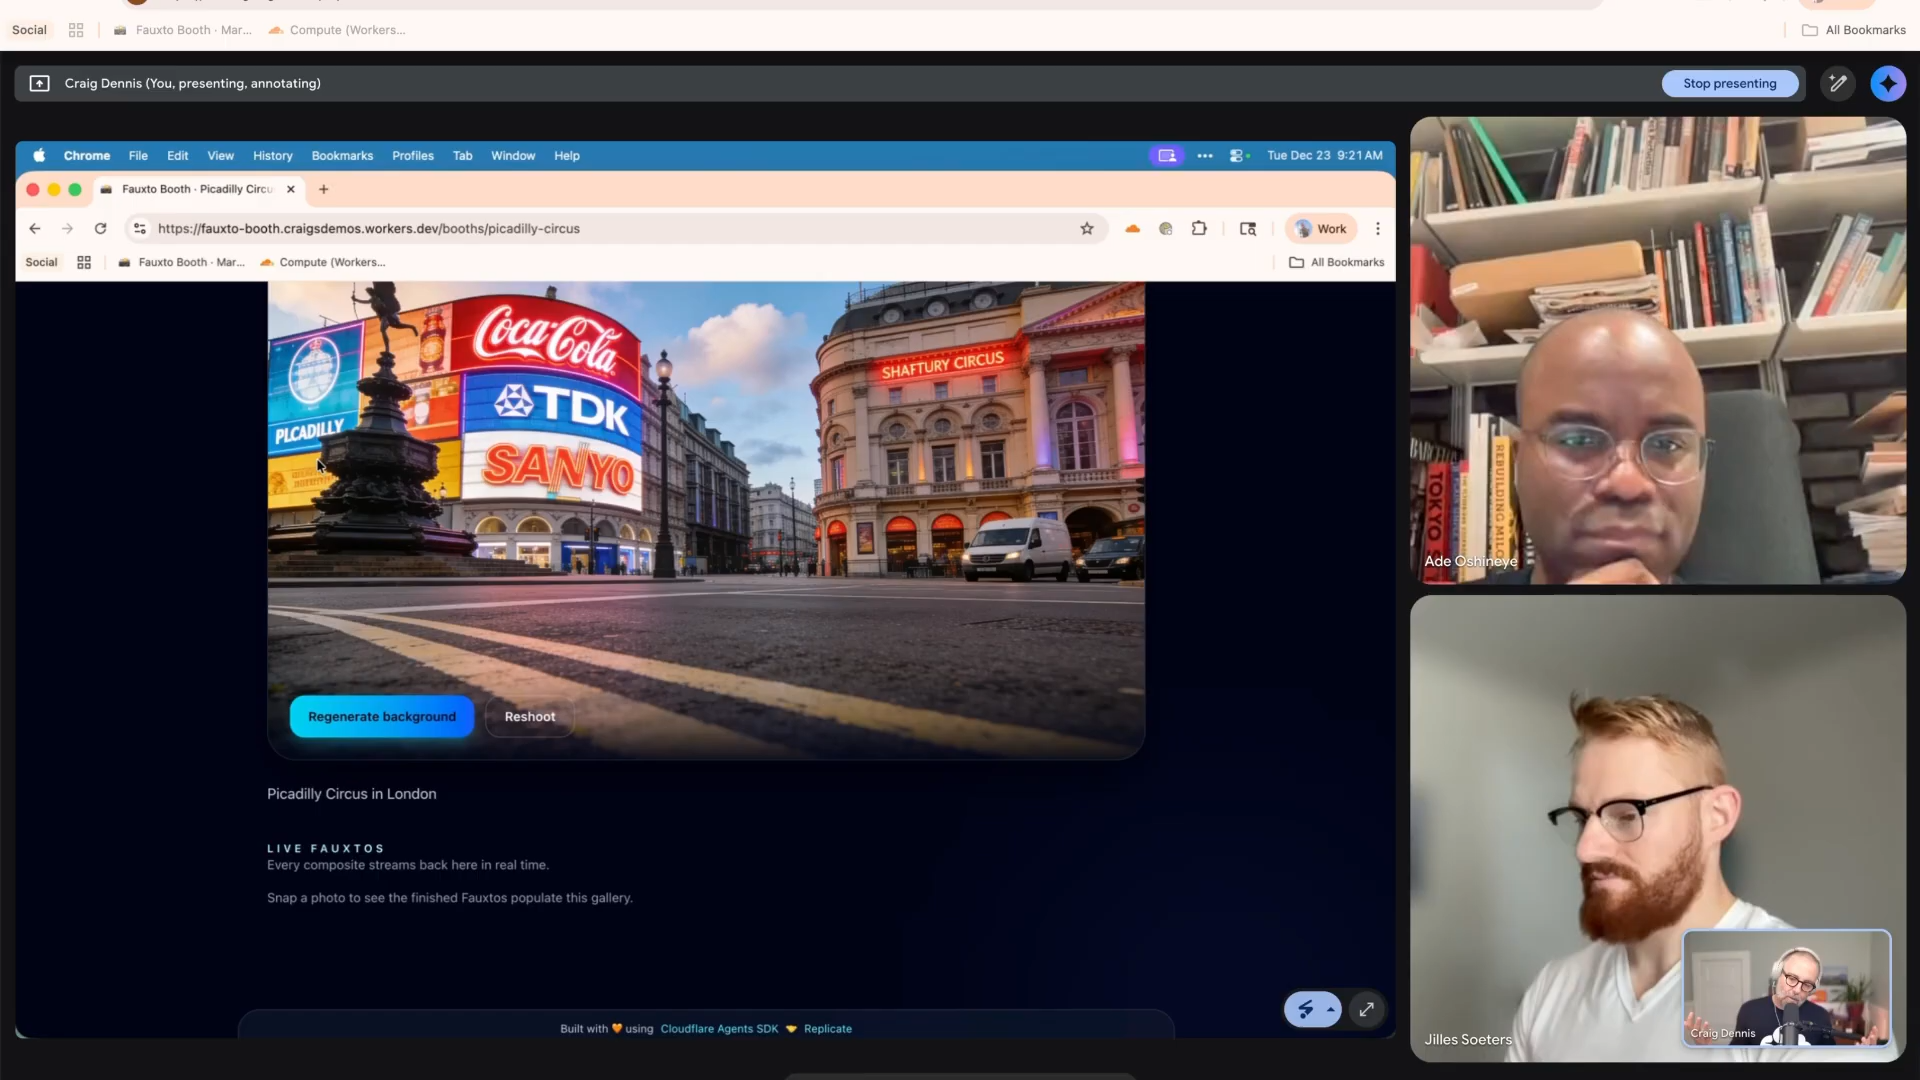 Social
Fauxto Booth · Mar...
Compute (Workers...
All Bookmarks
Craig Dennis (You, presenting, annotating)
Stop presenting
Chrome File Edit View History Bookmarks Profiles Tab Window Help
Tue Dec 23 9:21 AM
Fauxto Booth · Picadilly Circu
https://fauxto-booth.craigsdemos.workers.dev/booths/picadilly-circus
Work
Social
Fauxto Booth · Mar...
Compute (Workers...
All Bookmarks
Coca-Cola
TDK
SANYO
PLCADILLY
SHAFTURY CIRCUS
Regenerate background
Reshoot
Picadilly Circus in London
LIVE FAUXTOS
Every composite streams back here in real time.
Snap a photo to see the finished Fauxtos populate this gallery.
Built with 🧡 using Cloudflare Agents SDK 🤝 Replicate
TOKYO
Ade Oshineye
Jilles Soeters
Craig Dennis